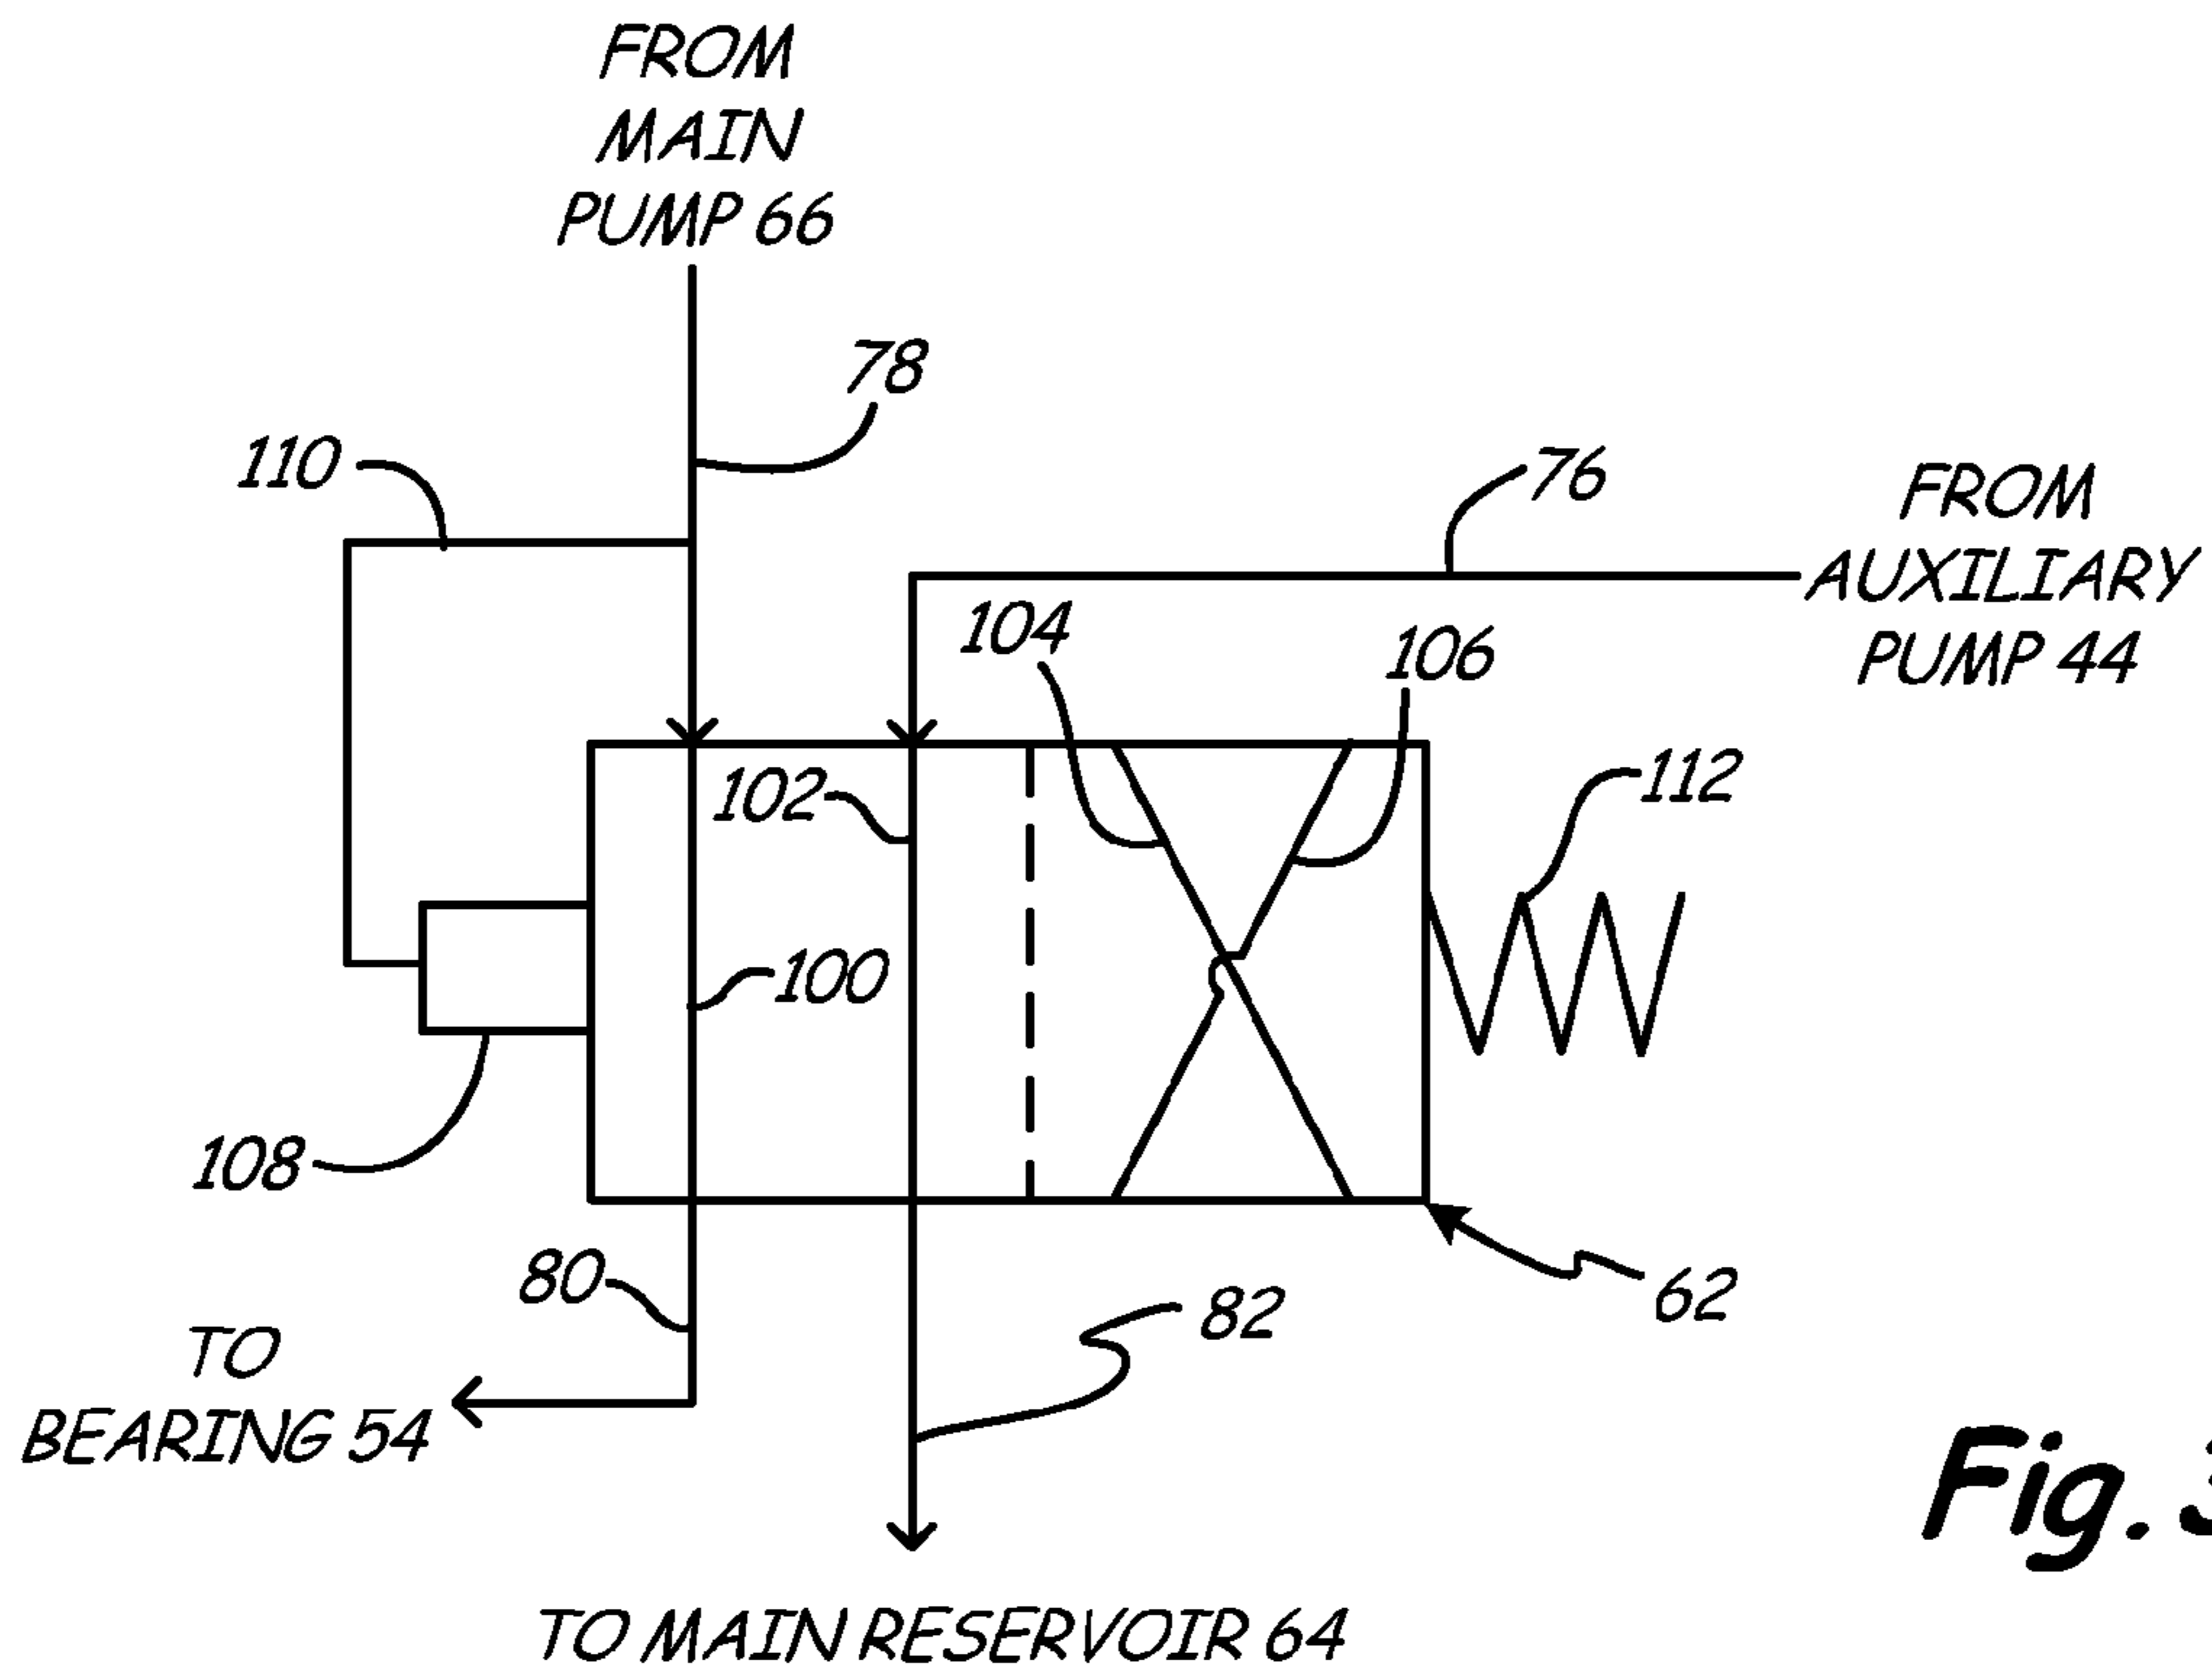 FROM
MAIN
PUMP 66
78
110
76
FROM
AUXILIARY
PUMP 44
104
106
102
112
100
108
80
82
62
TO
BEARING 54
Fig. 3
TO MAIN RESERVOIR 64